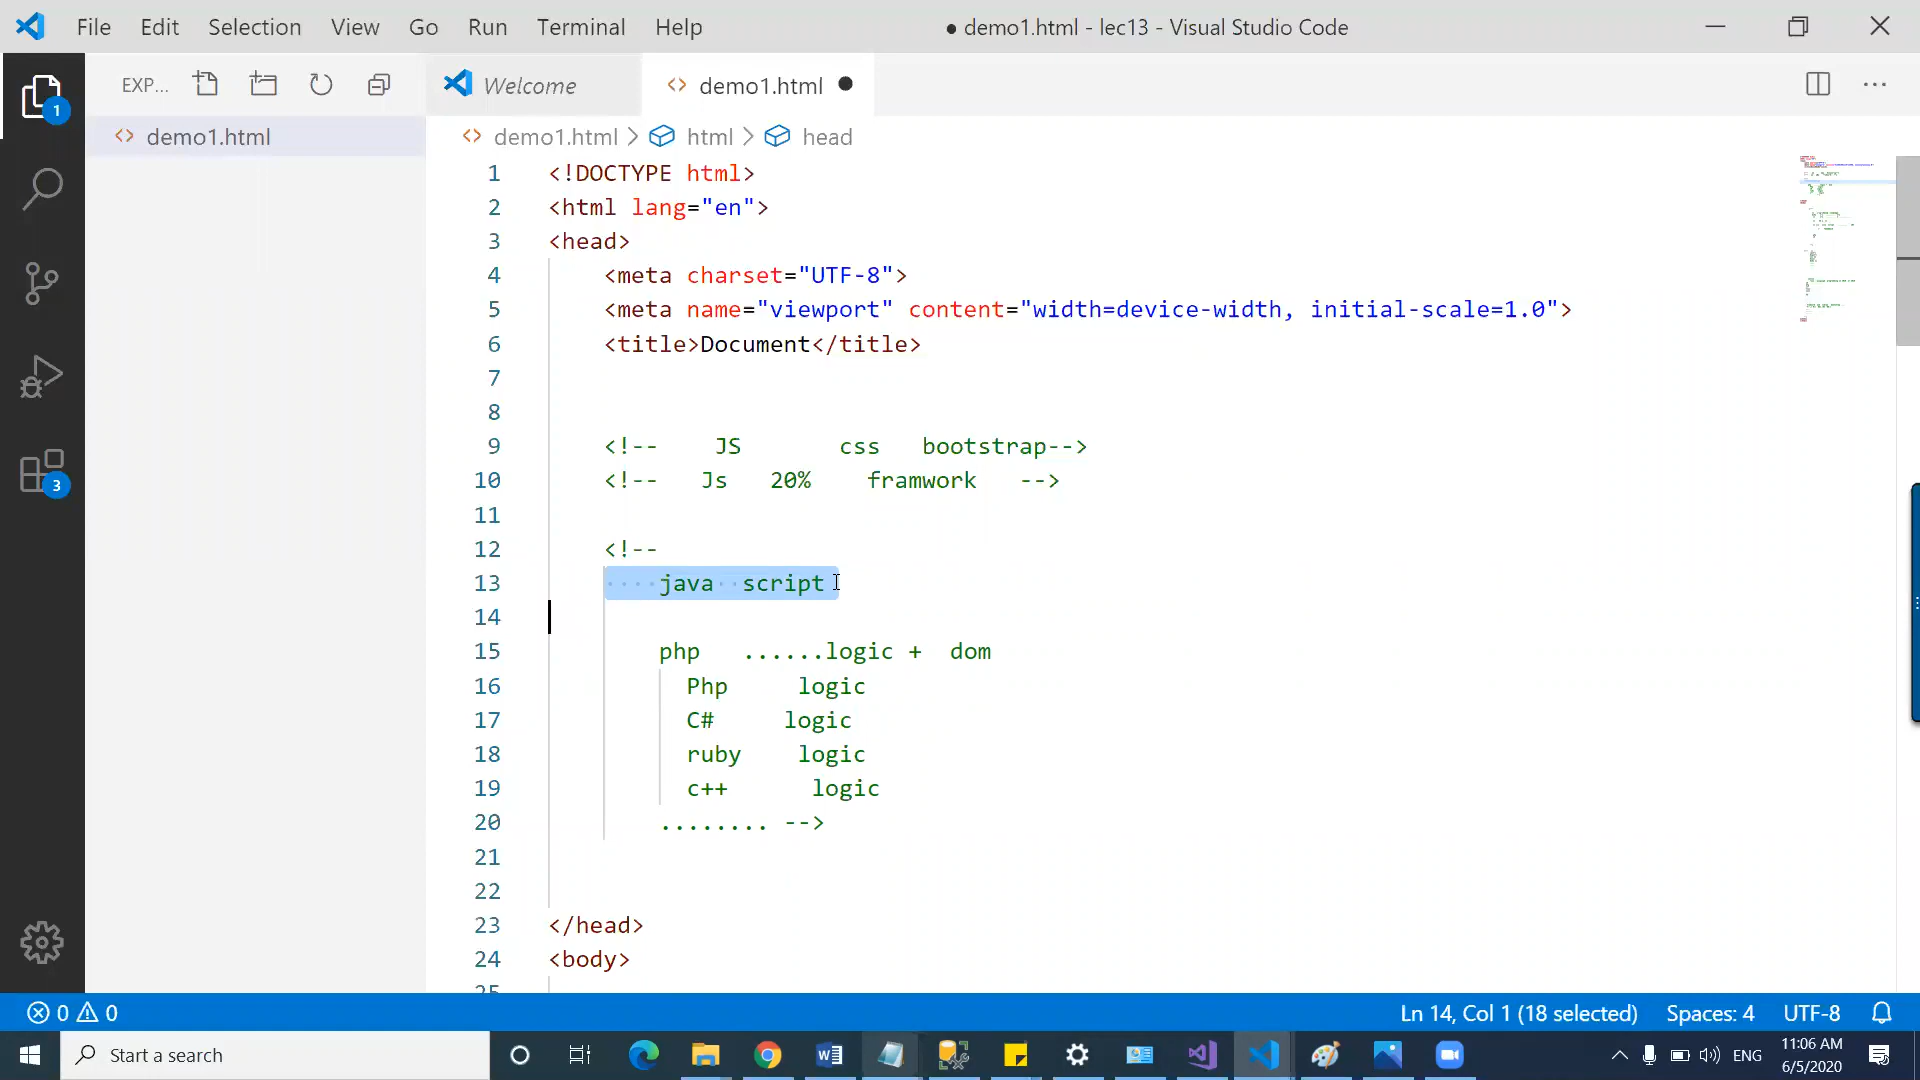 File Edit Selection View Go Run Terminal Help ● demo1.html - lec13 - Visual Studio Code
EXP... Welcome <> demo1.html ●
1
<> demo1.html
<> demo1.html > html > head
1 <!DOCTYPE html>
2 <html lang="en">
3 <head>
4 <meta charset="UTF-8">
5 <meta name="viewport" content="width=device-width, initial-scale=1.0">
6 <title>Document</title>
7
8
9 <!-- JS css bootstrap-->
10 <!-- Js 20% framwork -->
11
12 <!--
13 java script
14
15 php ......logic + dom
16 Php logic
17 C# logic
18 ruby logic
19 c++ logic
20 ........ -->
21
22
23 </head>
24 <body>
25
3
0 0 Ln 14, Col 1 (18 selected) Spaces: 4 UTF-8
Start a search ENG 11:06 AM
6/5/2020